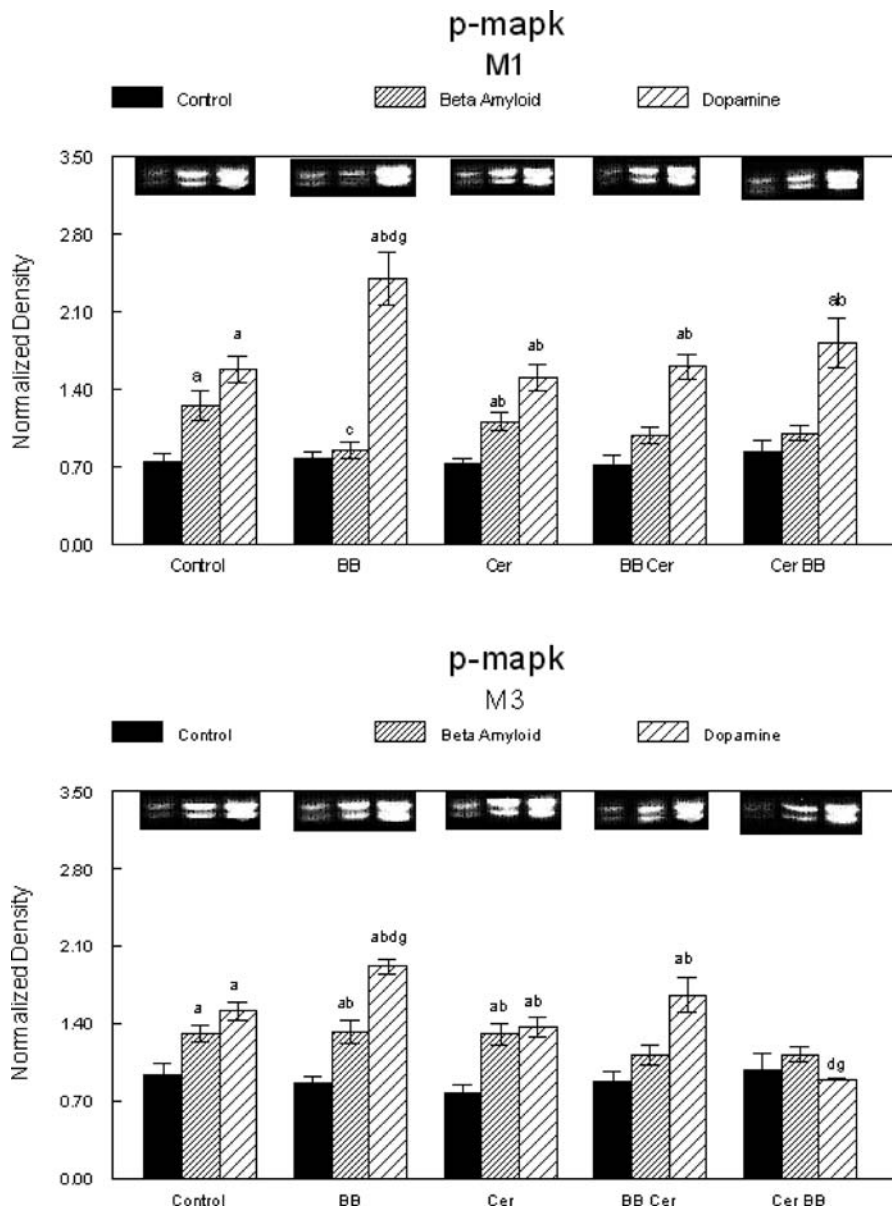 p-mapk
M1
Control Beta Amyloid Dopamine
3.50
abdg
2.80
ab
2.10
a ab ab
a
1.40
ab
c
0.70
0.00
Normalized Density
Control BB Cer BB Cer Cer BB
p-mapk
M3
Control Beta Amyloid Dopamine
3.50
2.80
abdg
2.10
ab
a a ab ab ab
1.40
dg
0.70
0.00
Normalized Density
Control BB Cer BB Cer Cer BB